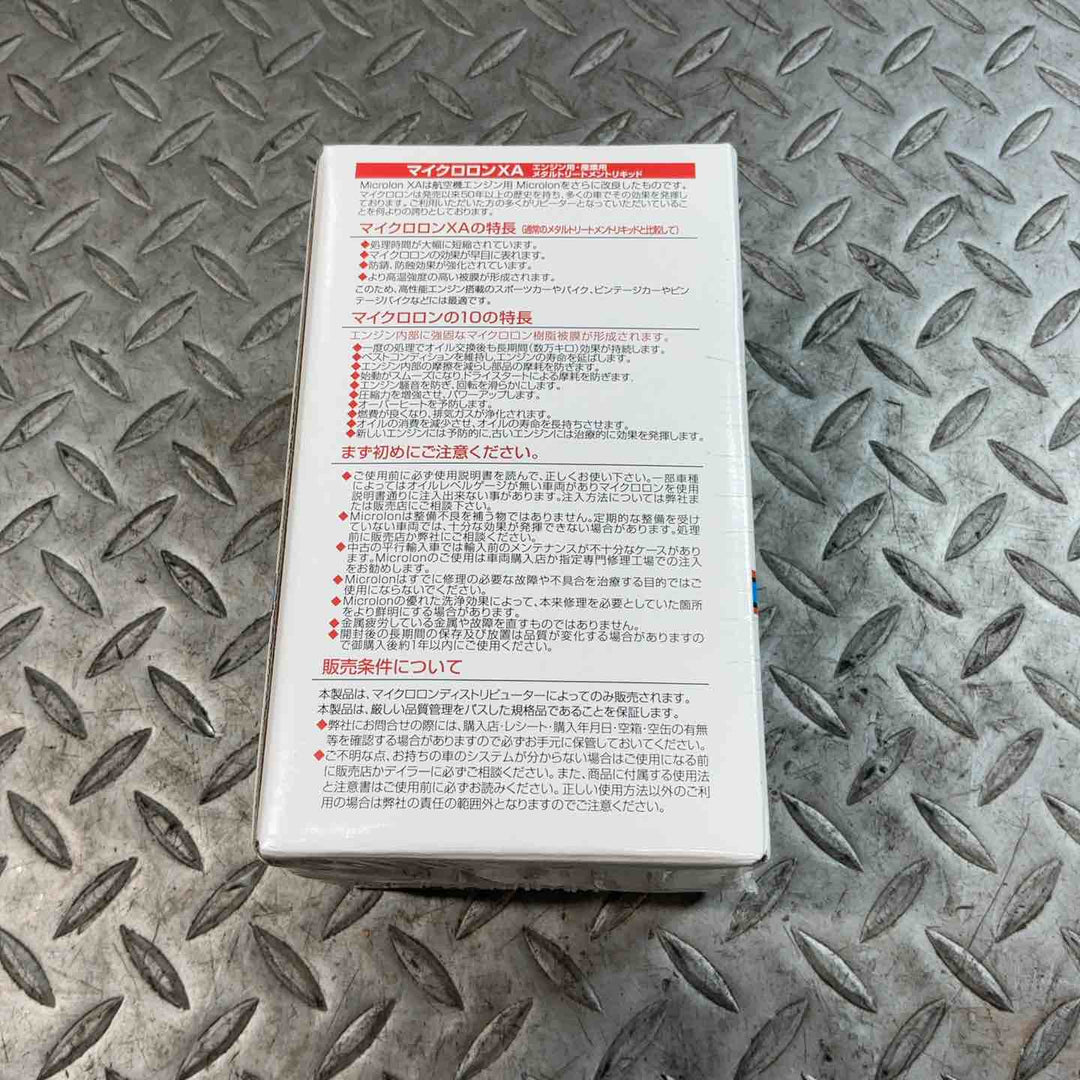 マイクロロンXA エンジン用・産業用
メタルトリートメントリキッド
Microlon XAは航空機エンジン用 Microlonをさらに改良したものです。
マイクロロンは発売以来50年以上の歴史を持ち、多くの車でその効果を発揮し
ております。ご利用いただいた方の多くがリピーターとなっていただいているこ
とを何よりの誇りとしております。
マイクロロンXAの特長(通常のメタルトリートメントリキッドと比較して)
◆処理時間が大幅に短縮されています。
◆マイクロロンの効果が早目に表れます。
◆防錆、防蝕効果が強化されています。
◆より高温強度の高い被膜が形成されます。
このため、高性能エンジン搭載のスポーツカーやバイク、ビンテージカーやビン
テージバイクなどには最適です。
マイクロロンの10の特長
エンジン内部に強固なマイクロロン樹脂被膜が形成されます。
◆一度の処理でオイル交換後も長期間(数万キロ)効果が持続します。
◆ベストコンディションを維持し、エンジンの寿命を延ばします。
◆エンジン内部の摩擦を減らし部品の摩耗を防ぎます。
◆始動がスムーズになりドライスタートによる摩耗を防ぎます。
◆エンジン騒音を防ぎ、回転を滑らかにします。
◆圧縮力を増強させ、パワーアップします。
◆オーバーヒートを予防します。
◆燃費が良くなり、排気ガスが浄化されます。
◆オイルの消費を減少させ、オイルの寿命を長持ちさせます。
◆新しいエンジンには予防的に、古いエンジンには治療的に効果を発揮します。
まず初めにご注意ください。
◆ご使用前に必ず使用説明書を読んで、正しくお使い下さい。一部車種
によってはオイルレベルゲージが無い車両がありマイクロロンを使用
説明書通りに注入出来ない事があります。注入方法については弊社ま
たは販売店にご相談下さい。
◆Microlonは整備不良を補う物ではありません。定期的な整備を受け
ていない車両では、十分な効果が発揮できない場合があります。処理
前に販売店か弊社にご相談ください。
◆中古の平行輸入車では輸入前のメンテナンスが不十分なケースがあり
ます。Microlonのご使用は車両購入店か指定専門修理工場での注入
をお勧めします。
◆Microlonはすでに修理の必要な故障や不具合を治療する目的ではご
使用にならないでください。
◆Microlonの優れた洗浄効果によって、本来修理を必要としていた箇所
をより鮮明にする場合があります。
◆金属疲労している金属や故障を直すものではありません。
◆開封後の長期間の保存及び放置は品質が変化する場合がありますの
で御購入後約1年以内にご使用ください。
販売条件について
本製品は、マイクロロンディストリビューターによってのみ販売されます。
本製品は、厳しい品質管理をパスした規格品であることを保証します。
◆弊社にお問合せの際には、購入店・レシート・購入年月日・空箱・空缶の有無
等を確認する場合がありますので必ずお手元に保管しておいてください。
◆ご不明な点、お持ちの車のシステムが分からない場合はご使用になる前
に販売店かディラーに必ずご相談ください。また、商品に付属する使用法
と注意書はご使用前に必ずお読みください。正しい使用方法以外のご利
用の場合は弊社の責任の範囲外となりますのでご注意ください。